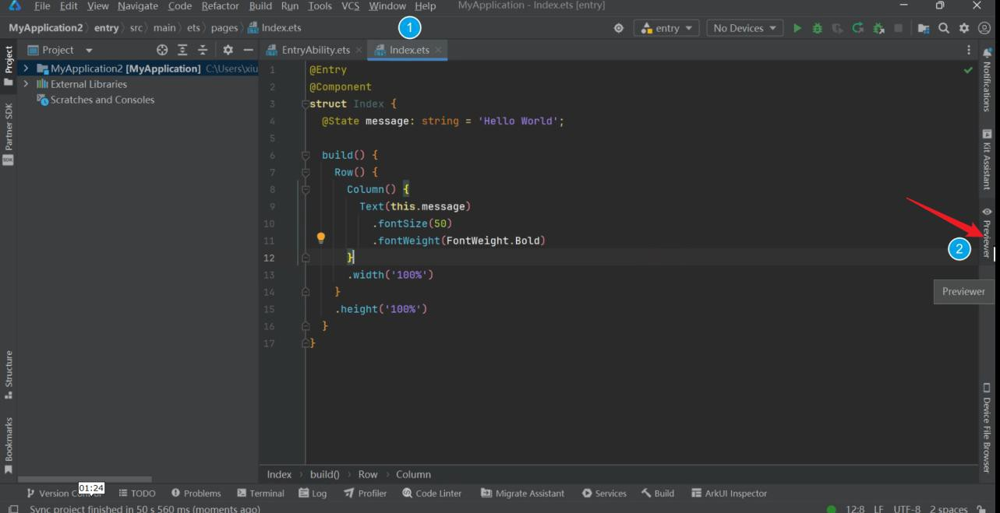 File Edit View Navigate Code Refactor Build Run Tools VCS Window Help MyApplication - Index.ets [entry]
MyApplication2 entry src main ets pages Index.ets
1
entry No Devices
Project
Project
EntryAbility.ets Index.ets
MyApplication2 [MyApplication] C:\Users\xiu
External Libraries
Scratches and Consoles
Partner SDK
SDK
Structure
Bookmarks
1 @Entry
2 @Component
3 struct Index {
4 @State message: string = 'Hello World';
5
6 build() {
7 Row() {
8 Column() {
9 Text(this.message)
10 .fontSize(50)
11 .fontWeight(FontWeight.Bold)
12 }
13 .width('100%')
14 }
15 .height('100%')
16 }
17 }
Notifications
Kit Assistant
Previewer
2
Previewer
Device File Browser
Index build() Row Column
01:24
Version Control TODO Problems Terminal Log Profiler Code Linter Migrate Assistant Services Build ArkUI Inspector
Sync project finished in 50 s 560 ms (moments ago) 12:8 LF UTF-8 2 spaces